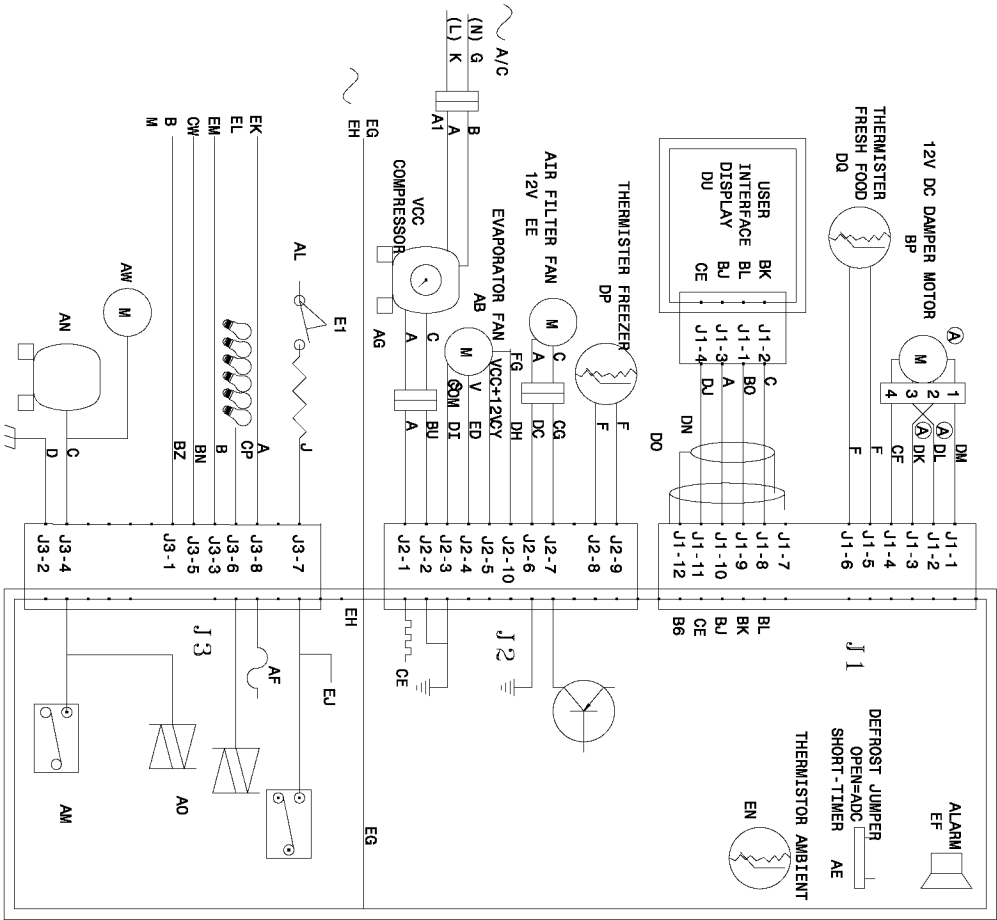 12V DC DAMPER MOTOR
BP
A
M
1
2
3
4
A
A
DM
DL
DK
CF
F
F
THERMISTER
FRESH FOOD
DQ
J1-1
J1-2
J1-3
J1-4
J1-5
J1-6
USER
INTERFACE
DISPLAY
DU
BK
BL
BJ
CE
J1-2
J1-1
J1-3
J1-4
C
BO
A
DJ
DN
DO
J1-7
J1-8
J1-9
J1-10
J1-11
J1-12
BL
BK
BJ
CE
B6
J1
ALARM
EF
DEFROST JUMPER
OPEN=ADC
SHORT-TIMER
AE
THERMISTOR AMBIENT
EN
THERMISTER FREEZER
DP
F
F
AIR FILTER FAN
12V EE
M
C
A
CG
DC
EVAPORATOR FAN
AB
M
FG
VCC+12V
V
COM
DH
CY
ED
DI
A/C
(N) G
(L) K
B
A
A1
VCC
COMPRESSOR
AG
C
A
BU
A
J2-9
J2-8
J2-7
J2-6
J2-10
J2-5
J2-4
J2-3
J2-2
J2-1
J2
CE
EG
EH
EH
EG
AL
E1
J
EK
EL
EM
CW
B
M
A
CP
B
BN
BZ
AW
M
AN
C
D
J3-7
J3-8
J3-6
J3-3
J3-5
J3-1
J3-4
J3-2
J3
EJ
AF
AO
AM